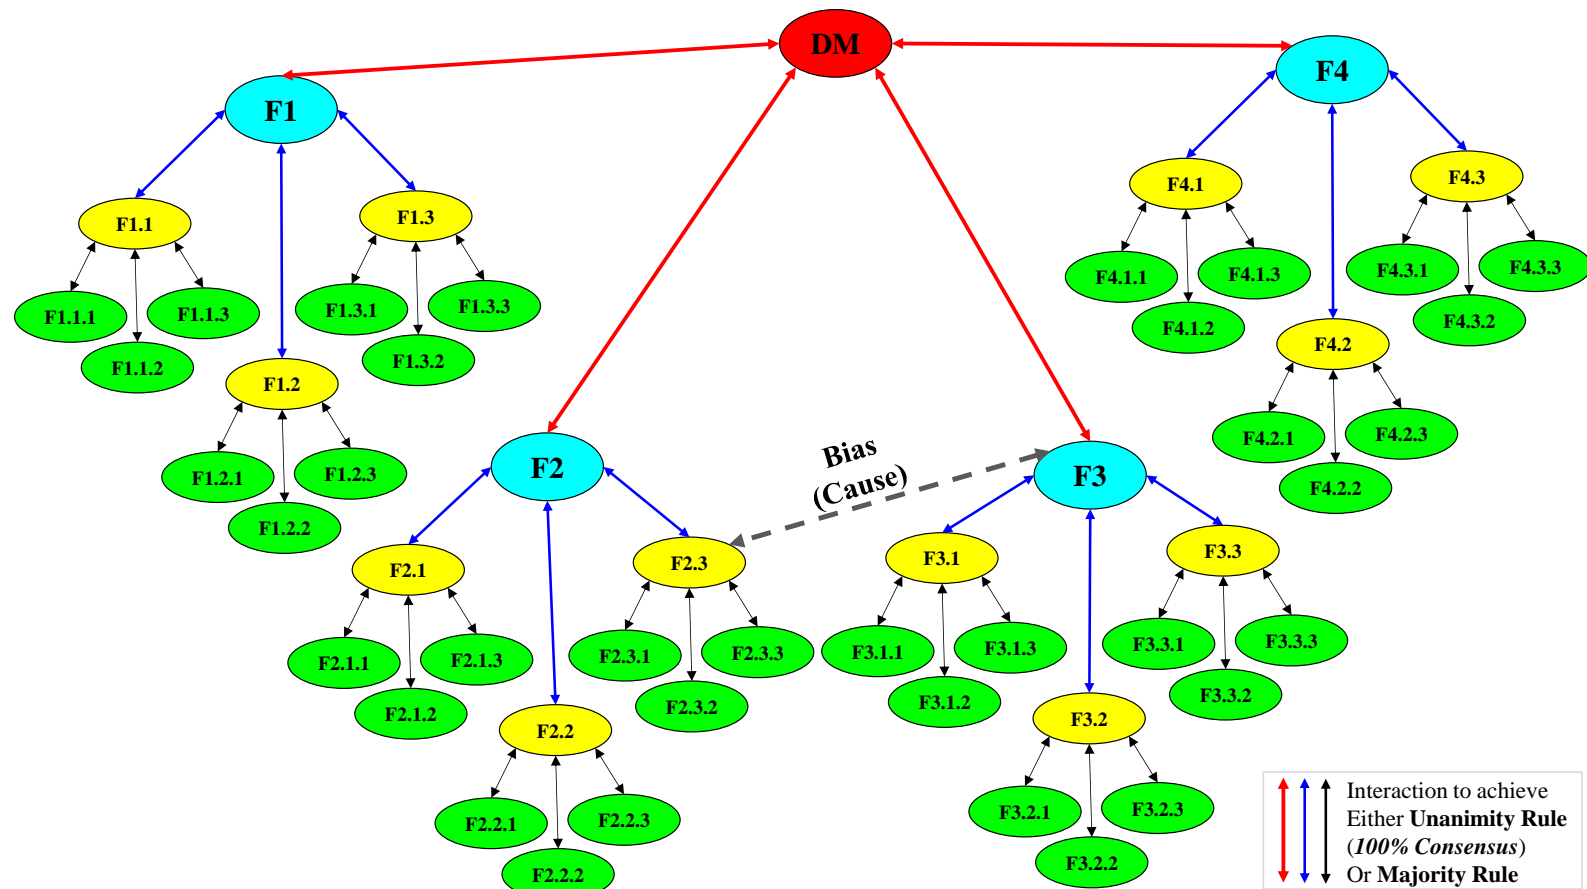 DM
F1
F4
F1.1
F1.3
F4.1
F4.3
F1.1.1
F1.1.3
F1.1.2
F1.3.1
F1.3.3
F1.3.2
F4.1.1
F4.1.3
F4.1.2
F4.3.1
F4.3.3
F4.3.2
F1.2
F1.2.1
F1.2.3
F1.2.2
F4.2
F4.2.1
F4.2.3
F4.2.2
F2
Bias
(Cause)
F3
F2.1
F2.3
F3.1
F3.3
F2.1.1
F2.1.3
F2.1.2
F2.3.1
F2.3.3
F2.3.2
F3.1.1
F3.1.3
F3.1.2
F3.3.1
F3.3.3
F3.3.2
F2.2
F2.2.1
F2.2.3
F2.2.2
F3.2
F3.2.1
F3.2.3
F3.2.2
Interaction to achieve
Either Unanimity Rule
(100% Consensus)
Or Majority Rule